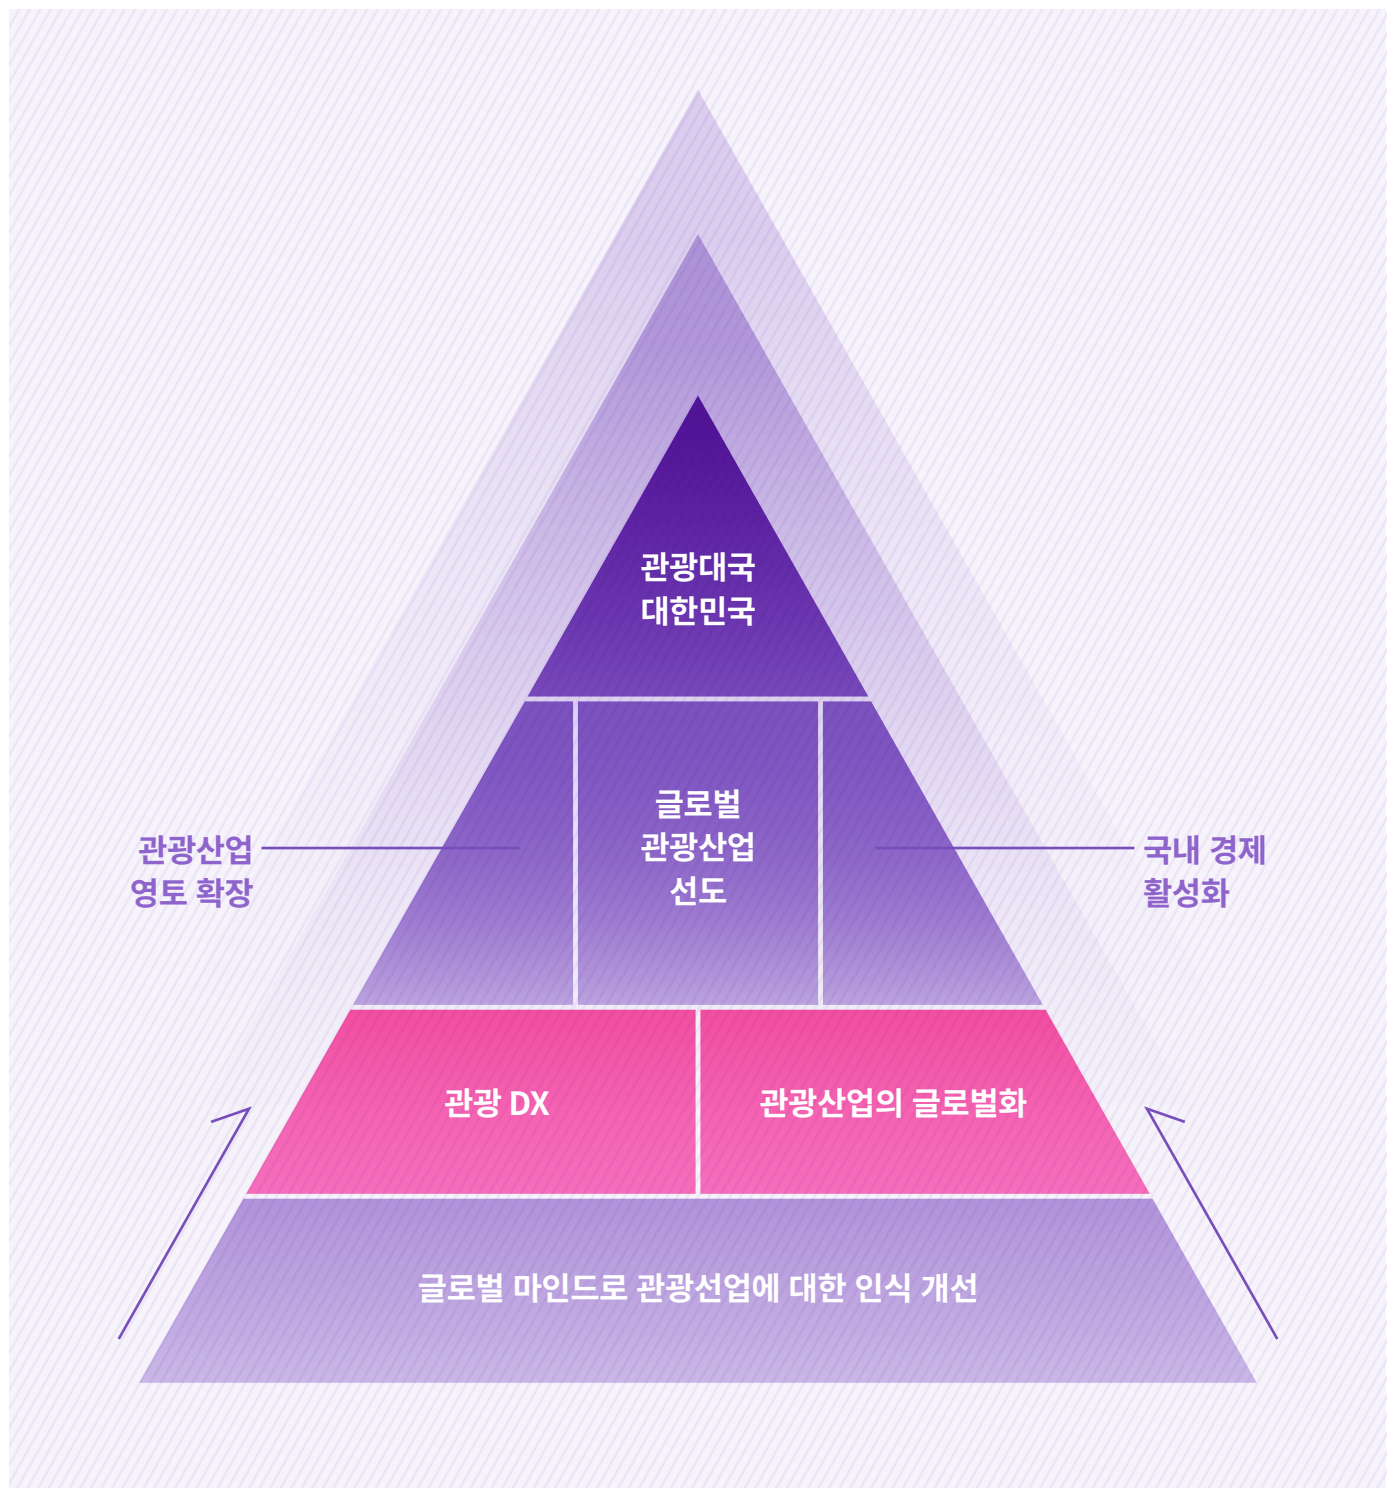 관광대국
대한민국
관광산업
영토 확장
글로벌
관광산업
선도
국내 경제
활성화
관광 DX
관광산업의 글로벌화
글로벌 마인드로 관광선업에 대한 인식 개선